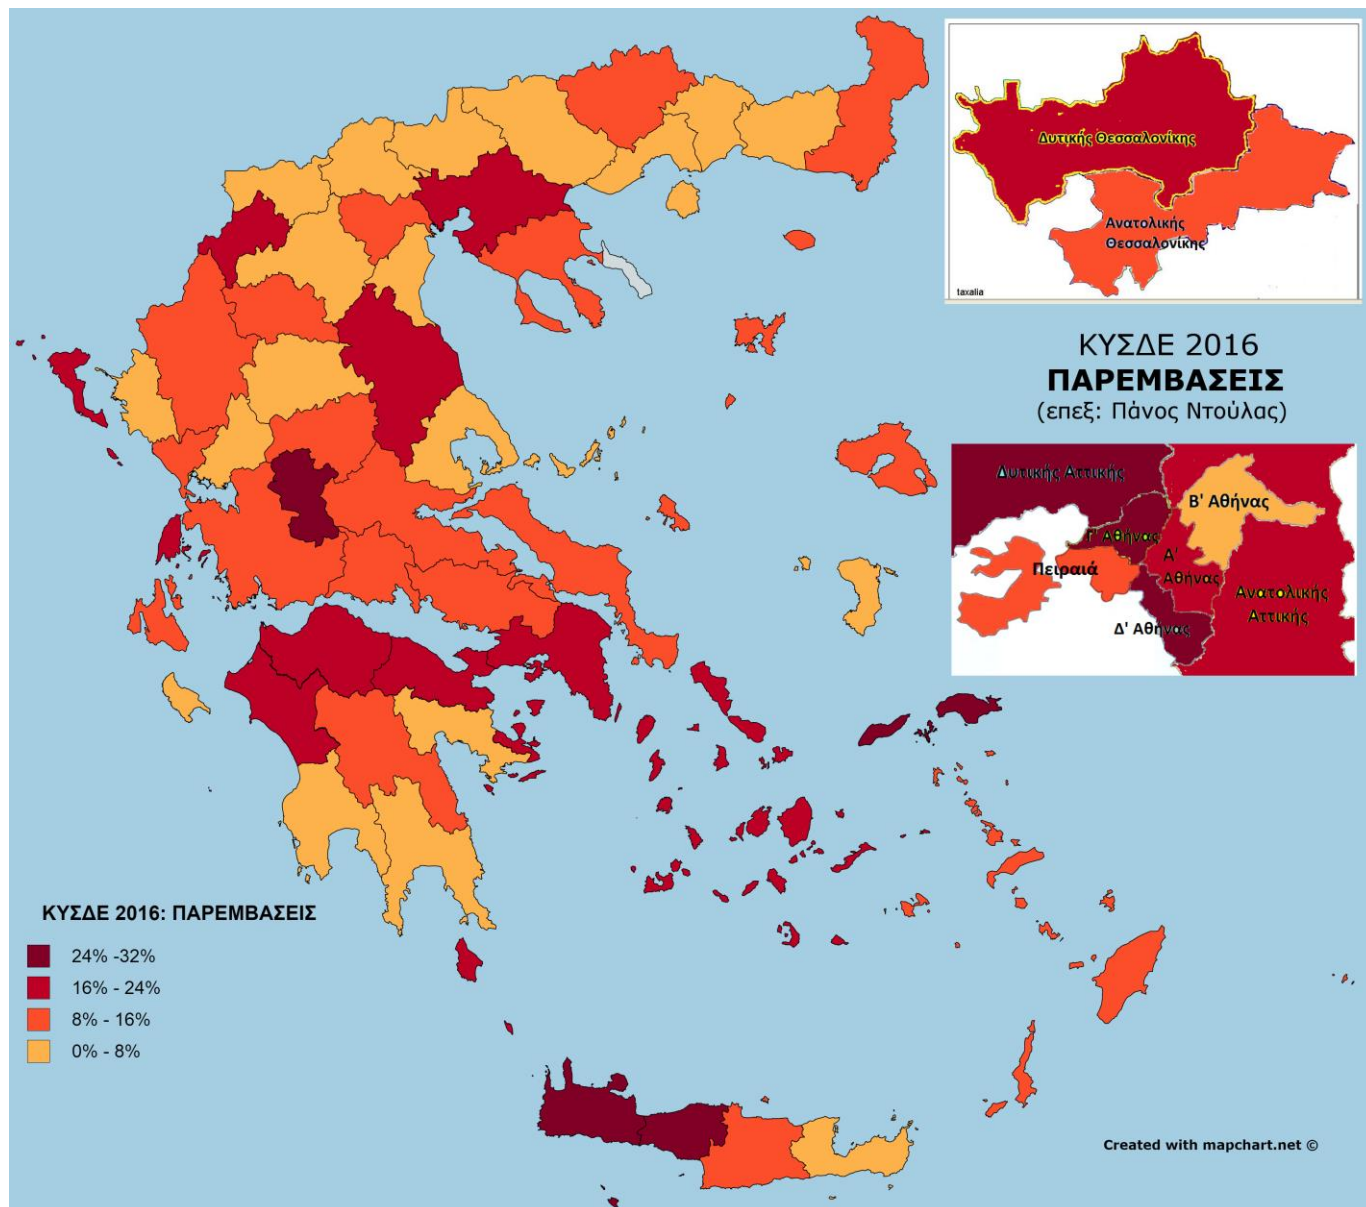 Δυτικής Θεσσαλονίκης
Ανατολικής
Θεσσαλονίκης
taxalia
ΚΥΣΔΕ 2016
ΠΑΡΕΜΒΑΣΕΙΣ
(επεξ: Πάνος Ντούλας)
Δυτικής Αττικής
Β' Αθήνας
Γ' Αθήνας
Α'
Αθήνας
Πειραιά
Ανατολικής
Αττικής
Δ' Αθήνας
ΚΥΣΔΕ 2016: ΠΑΡΕΜΒΑΣΕΙΣ
24% -32%
16% - 24%
8% - 16%
0% - 8%
Created with mapchart.net ©